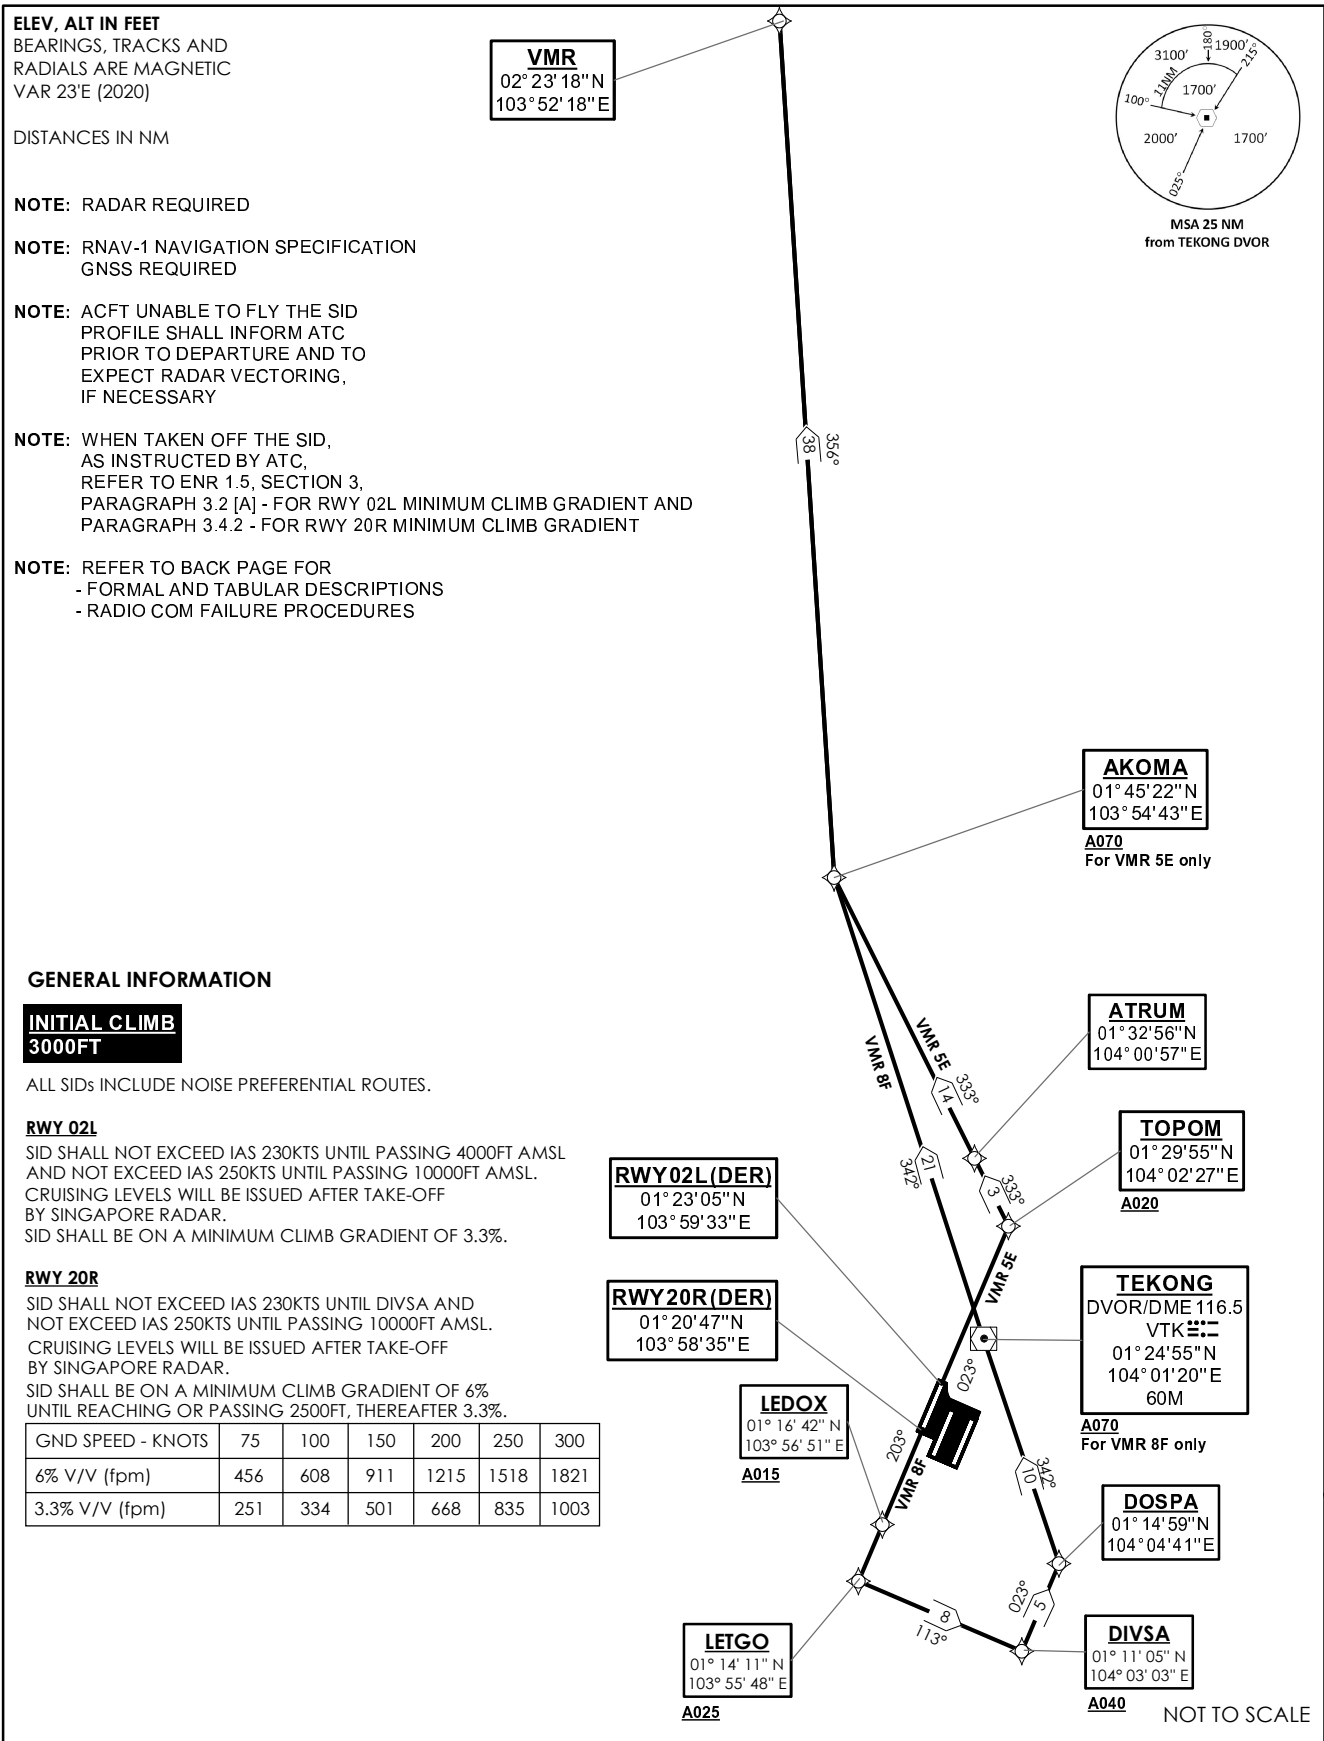 ELEV, ALT IN FEET
BEARINGS, TRACKS AND
RADIALS ARE MAGNETIC
VAR 23'E (2020)
DISTANCES IN NM
NOTE: RADAR REQUIRED
NOTE: RNAV-1 NAVIGATION SPECIFICATION
GNSS REQUIRED
NOTE: ACFT UNABLE TO FLY THE SID
PROFILE SHALL INFORM ATC
PRIOR TO DEPARTURE AND TO
EXPECT RADAR VECTORING,
IF NECESSARY
NOTE: WHEN TAKEN OFF THE SID,
AS INSTRUCTED BY ATC,
REFER TO ENR 1.5, SECTION 3,
PARAGRAPH 3.2 [A] - FOR RWY 02L MINIMUM CLIMB GRADIENT AND
PARAGRAPH 3.4.2 - FOR RWY 20R MINIMUM CLIMB GRADIENT
NOTE: REFER TO BACK PAGE FOR
- FORMAL AND TABULAR DESCRIPTIONS
- RADIO COM FAILURE PROCEDURES
VMR
02°23'18"N
103°52'18"E
3100'
180°
1900'
215°
11NM
1700'
100°
2000'
1700'
025°
MSA 25 NM
from TEKONG DVOR
38
356°
AKOMA
01°45'22"N
103°54'43"E
A070
For VMR 5E only
GENERAL INFORMATION
INITIAL CLIMB
3000FT
ALL SIDs INCLUDE NOISE PREFERENTIAL ROUTES.
RWY 02L
SID SHALL NOT EXCEED IAS 230KTS UNTIL PASSING 4000FT AMSL
AND NOT EXCEED IAS 250KTS UNTIL PASSING 10000FT AMSL.
CRUISING LEVELS WILL BE ISSUED AFTER TAKE-OFF
BY SINGAPORE RADAR.
SID SHALL BE ON A MINIMUM CLIMB GRADIENT OF 3.3%.
RWY 20R
SID SHALL NOT EXCEED IAS 230KTS UNTIL DIVSA AND
NOT EXCEED IAS 250KTS UNTIL PASSING 10000FT AMSL.
CRUISING LEVELS WILL BE ISSUED AFTER TAKE-OFF
BY SINGAPORE RADAR.
SID SHALL BE ON A MINIMUM CLIMB GRADIENT OF 6%
UNTIL REACHING OR PASSING 2500FT, THEREAFTER 3.3%.
GND SPEED - KNOTS 75 100 150 200 250 300
6% V/V (fpm) 456 608 911 1215 1518 1821
3.3% V/V (fpm) 251 334 501 668 835 1003
VMR 8F
VMR 5E
14
333°
ATRUM
01°32'56"N
104°00'57"E
21
342°
3
333°
TOPOM
01°29'55"N
104°02'27"E
A020
RWY02L(DER)
01°23'05"N
103°59'33"E
VMR 5E
RWY20R(DER)
01°20'47"N
103°58'35"E
TEKONG
DVOR/DME 116.5
VTK
01°24'55"N
104°01'20"E
60M
A070
For VMR 8F only
023°
LEDOX
01° 16' 42" N
103° 56' 51" E
A015
203°
VMR 8F
10
342°
DOSPA
01°14'59"N
104°04'41"E
023°
5
8
113°
LETGO
01° 14' 11" N
103° 55' 48" E
A025
DIVSA
01° 11' 05" N
104° 03' 03" E
A040
NOT TO SCALE